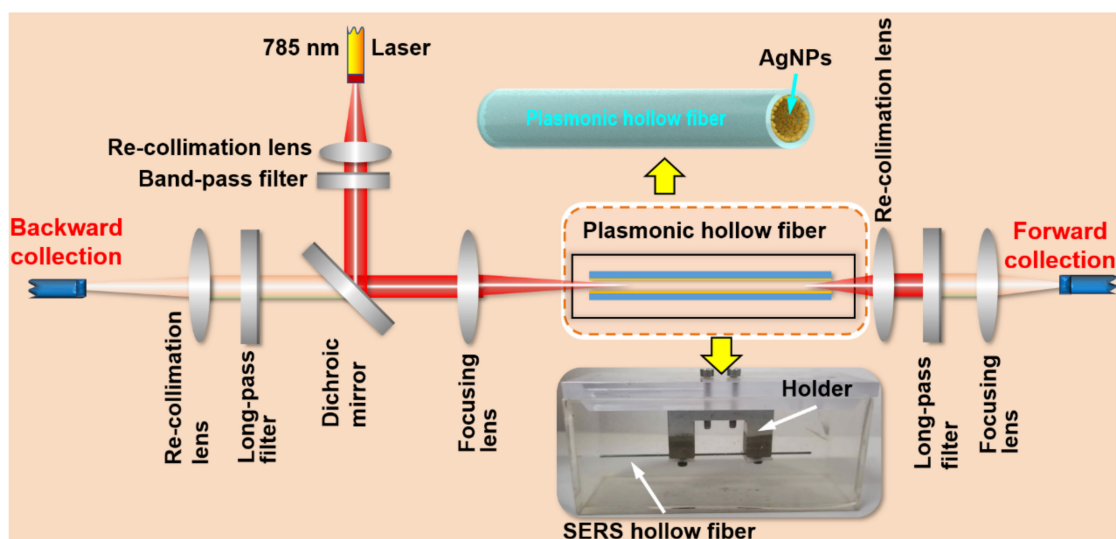 785 nm
Laser
AgNPs
Plasmonic hollow fiber
Re-collimation lens
Re-collimation lens
Band-pass filter
Backward
collection
Plasmonic hollow fiber
Forward
collection
Re-collimation
lens
Long-pass
filter
Dichroic
mirror
Focusing
lens
Holder
SERS hollow fiber
Long-pass
filter
Focusing
lens